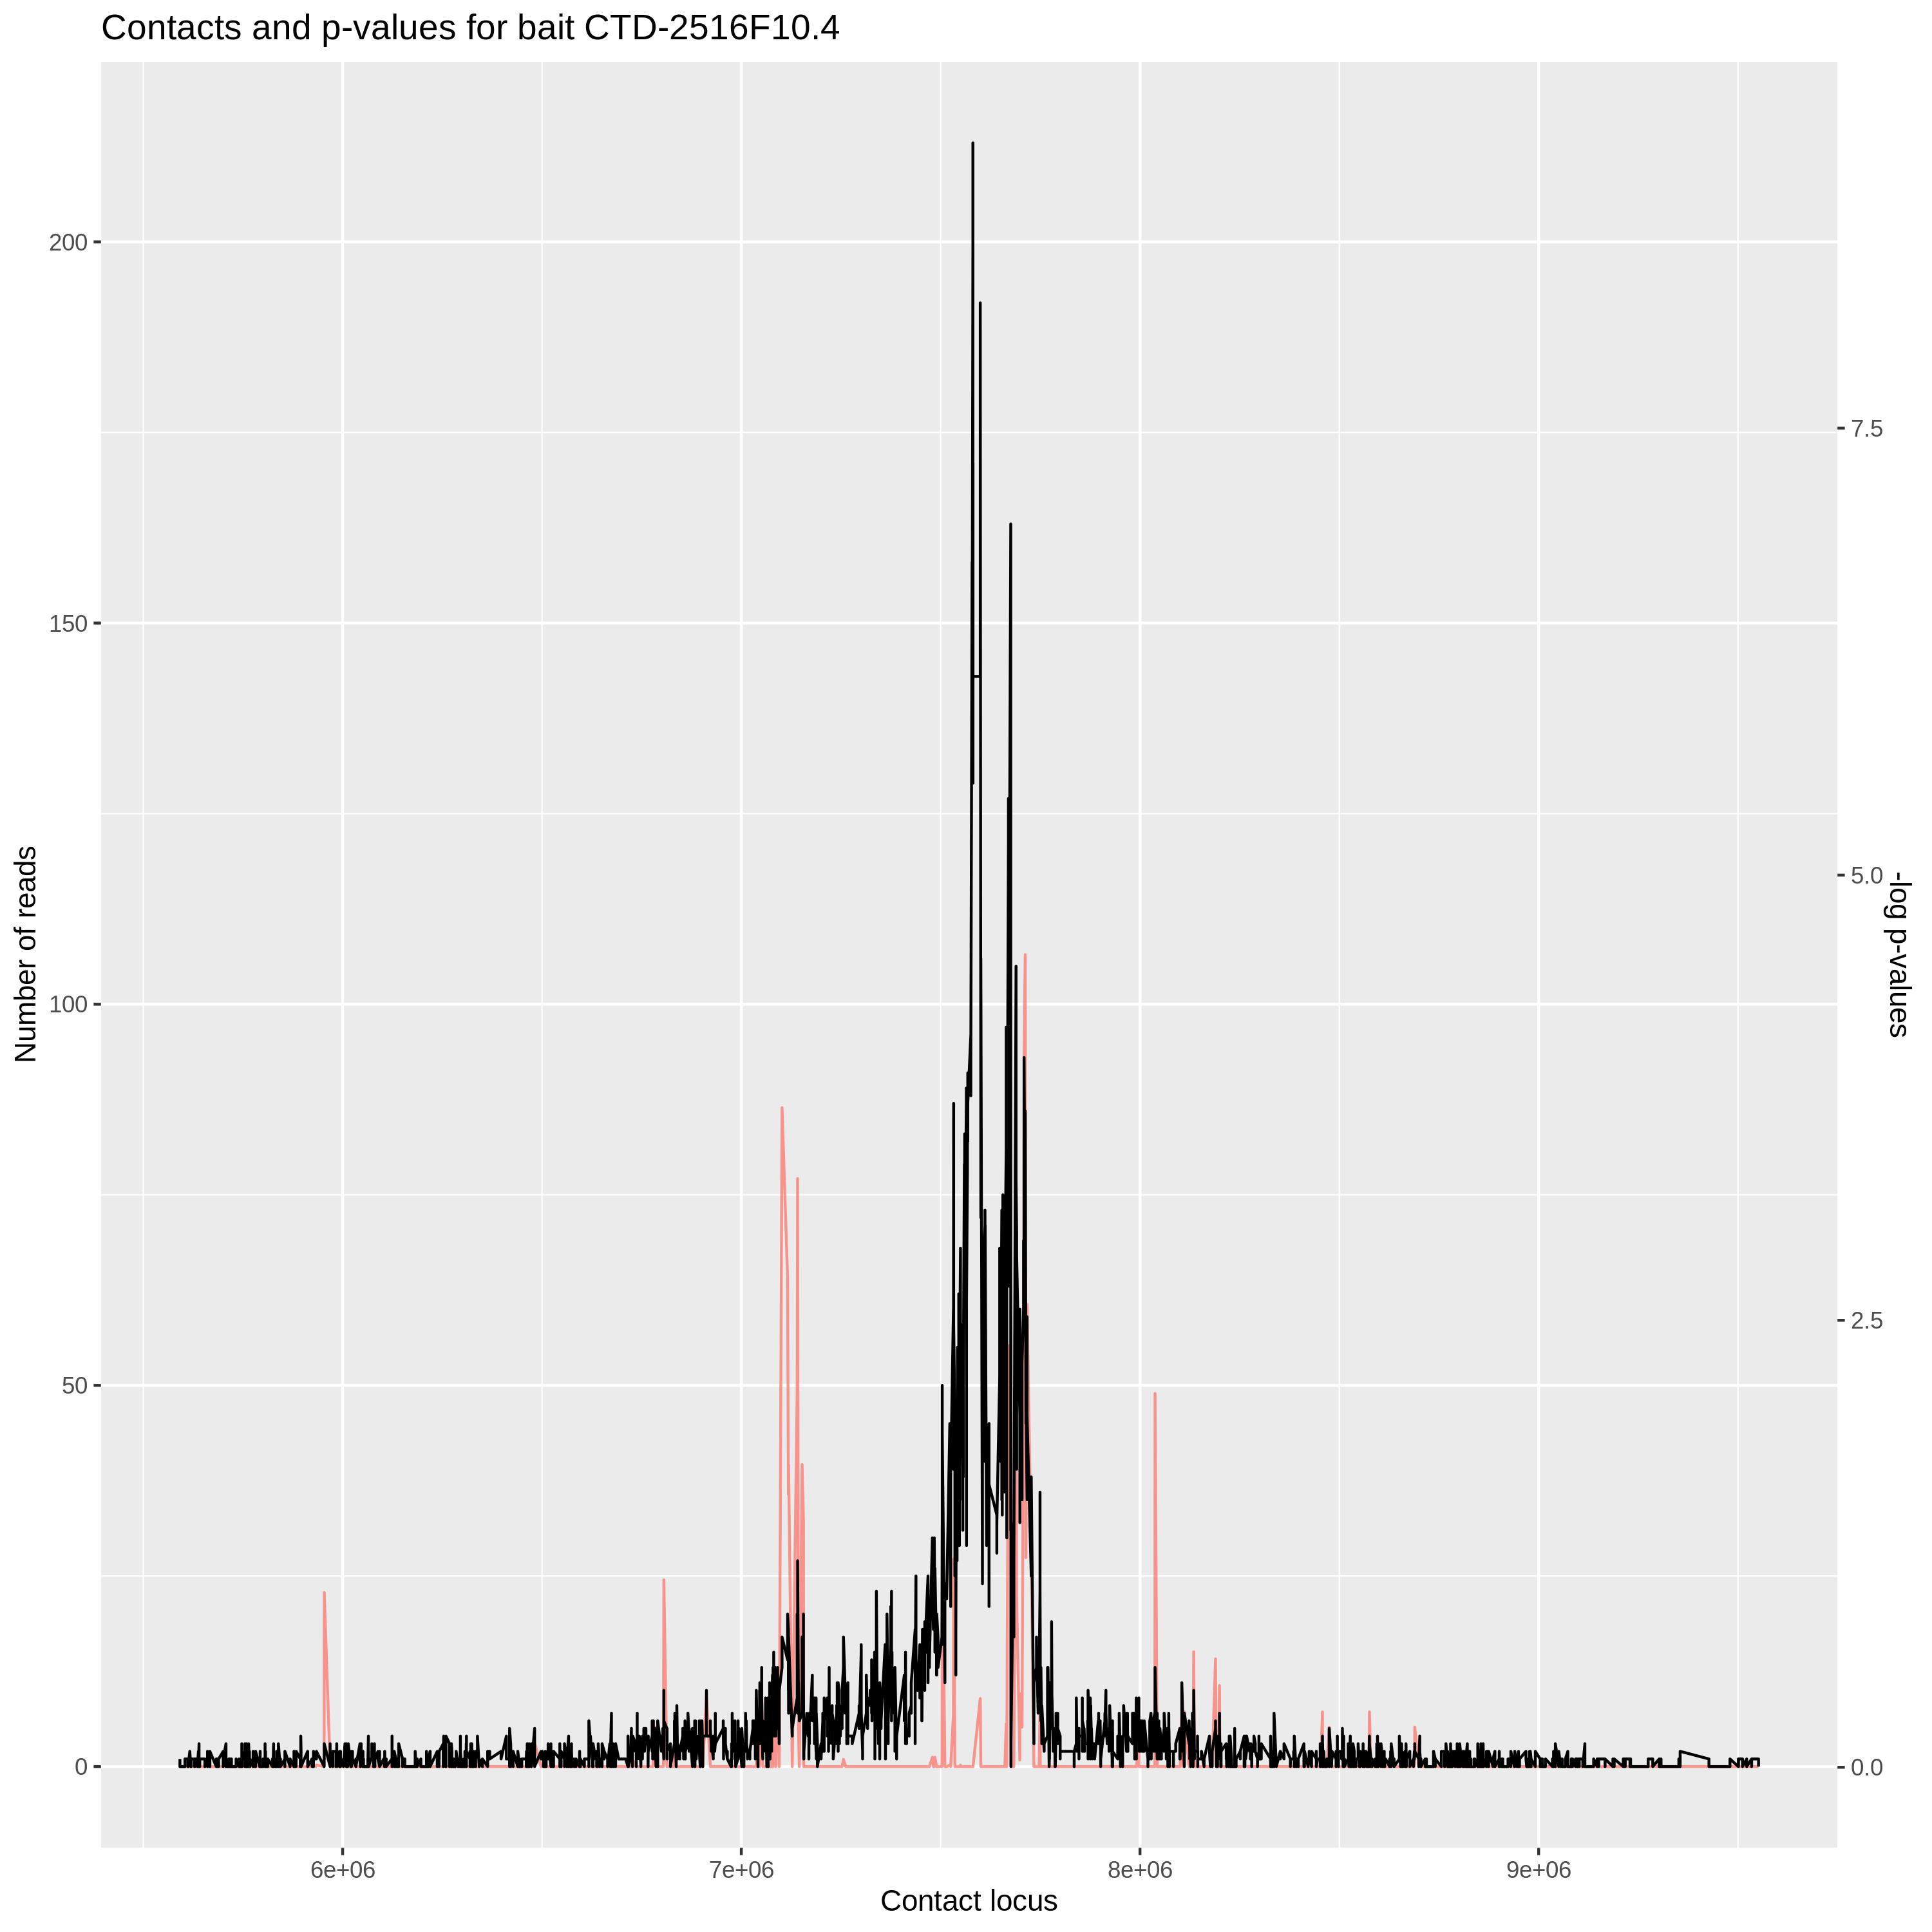 Contacts and p-values for bait CTD-2516F10.4
200
150
100
50
0
Number of reads
7.5
5.0
2.5
0.0
-log p-values
6e+06
7e+06
8e+06
9e+06
Contact locus